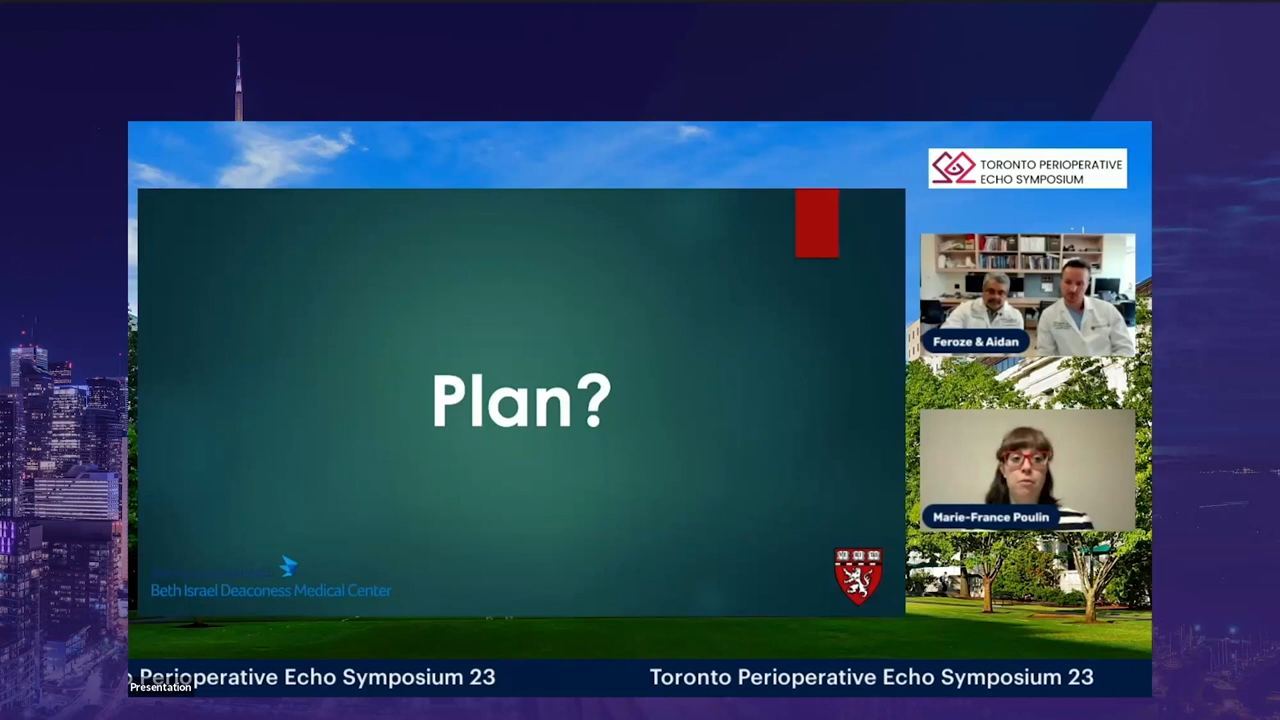 TORONTO PERIOPERATIVE
ECHO SYMPOSIUM
Feroze & Aidan
Plan?
Marie-France Poulin
Beth Israel Deaconess Medical Center
Perioperative Echo Symposium 23
Toronto Perioperative Echo Symposium 23
Presentation